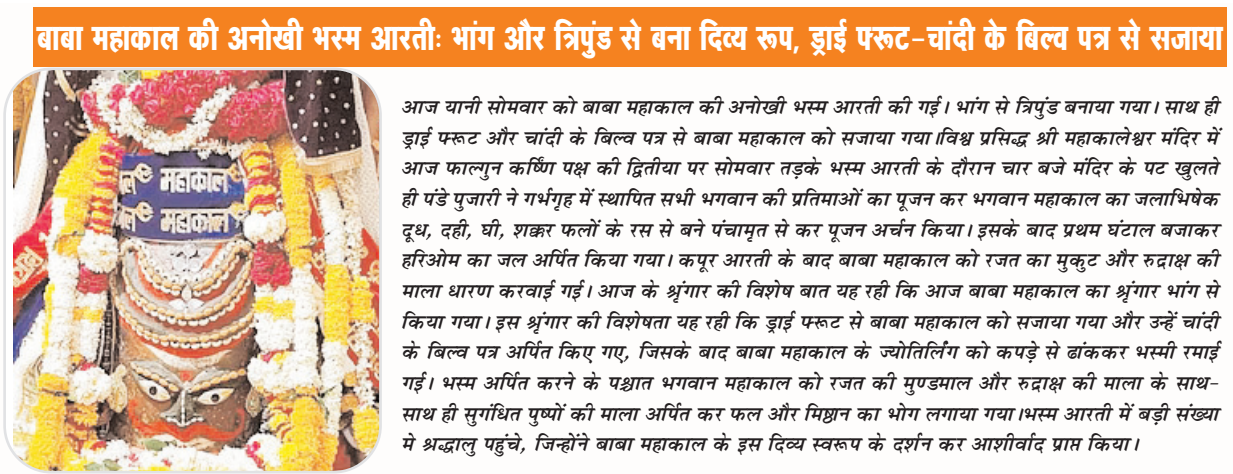 बाबा महाकाल की अनोखी भस्म आरतीः भांग और त्रिपुंड से बना दिव्य रूप, ड्राई फ्रूट-चांदी के बिल्व पत्र से सजाया
आज यानी सोमवार को बाबा महाकाल की अनोखी भस्म आरती की गई। भांग से त्रिपुंड बनाया गया। साथ ही
ड्राई फ्रूट और चांदी के बिल्व पत्र से बाबा महाकाल को सजाया गया।विश्व प्रसिद्ध श्री महाकालेश्वर मंदिर में
आज फाल्गुन कर्ष्णि पक्ष की द्वितीया पर सोमवार तड़के भस्म आरती के दौरान चार बजे मंदिर के पट खुलते
ही पंडे पुजारी ने गर्भगृह में स्थापित सभी भगवान की प्रतिमाओं का पूजन कर भगवान महाकाल का जलाभिषेक
दूध, दही, घी, शक्कर फलों के रस से बने पंचामृत से कर पूजन अर्चन किया। इसके बाद प्रथम घंटाल बजाकर
हरिओम का जल अर्पित किया गया। कपूर आरती के बाद बाबा महाकाल को रजत का मुकुट और रुद्राक्ष की
माला धारण करवाई गई। आज के श्रृंगार की विशेष बात यह रही कि आज बाबा महाकाल का श्रृंगार भांग से
किया गया। इस श्रृंगार की विशेषता यह रही कि ड्राई फ्रूट से बाबा महाकाल को सजाया गया और उन्हें चांदी
के बिल्व पत्र अर्पित किए गए, जिसके बाद बाबा महाकाल के ज्योतिर्लिंग को कपड़े से ढांककर भस्मी रमाई
गई। भस्म अर्पित करने के पश्चात भगवान महाकाल को रजत की मुण्डमाल और रुद्राक्ष की माला के साथ-
साथ ही सुगंधित पुष्पों की माला अर्पित कर फल और मिष्ठान का भोग लगाया गया।भस्म आरती में बड़ी संख्या
मे श्रद्धालु पहुंचे, जिन्होंने बाबा महाकाल के इस दिव्य स्वरूप के दर्शन कर आशीर्वाद प्राप्त किया।
महाकाल
महाकाल